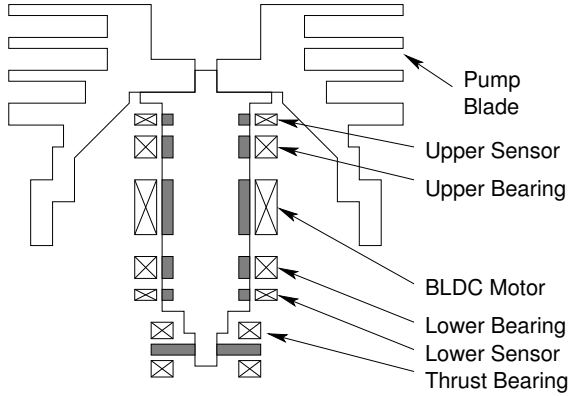 Pump
Blade
Upper Sensor
Upper Bearing
BLDC Motor
Lower Bearing
Lower Sensor
Thrust Bearing